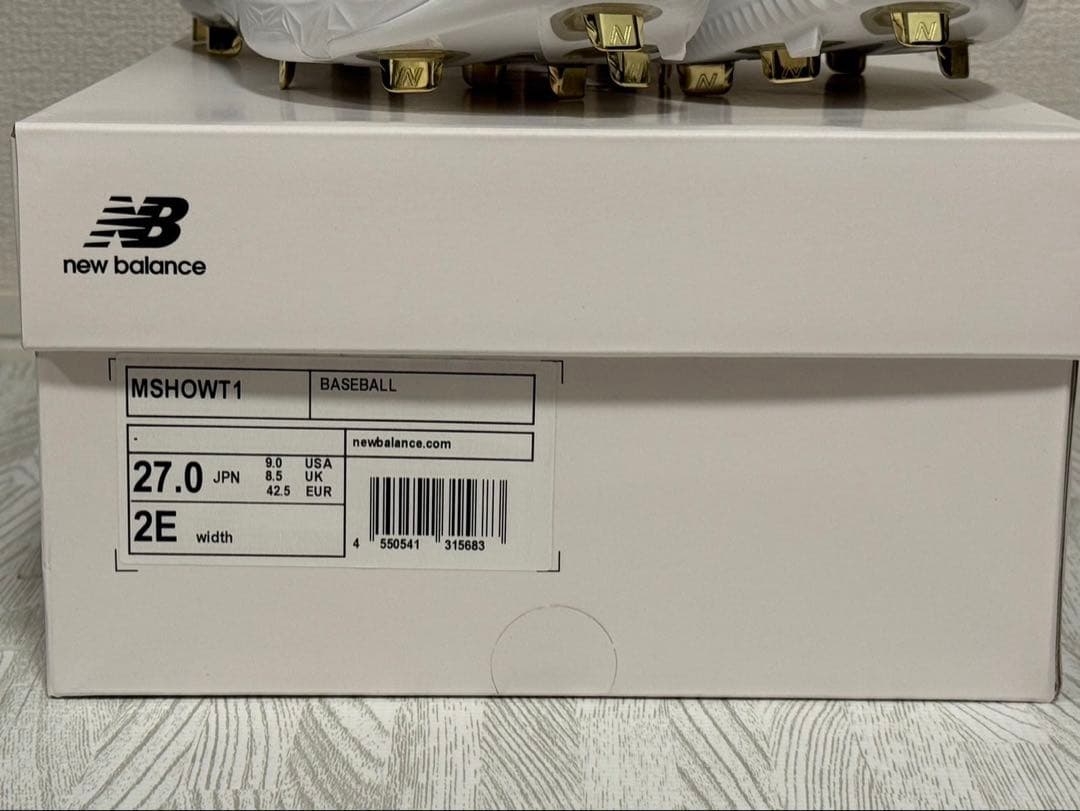 N N N N N
NB
new balance
MSHOWT1
BASEBALL
-
newbalance.com
27.0 JPN
9.0 USA
8.5 UK
42.5 EUR
2E width
4 550541 315683